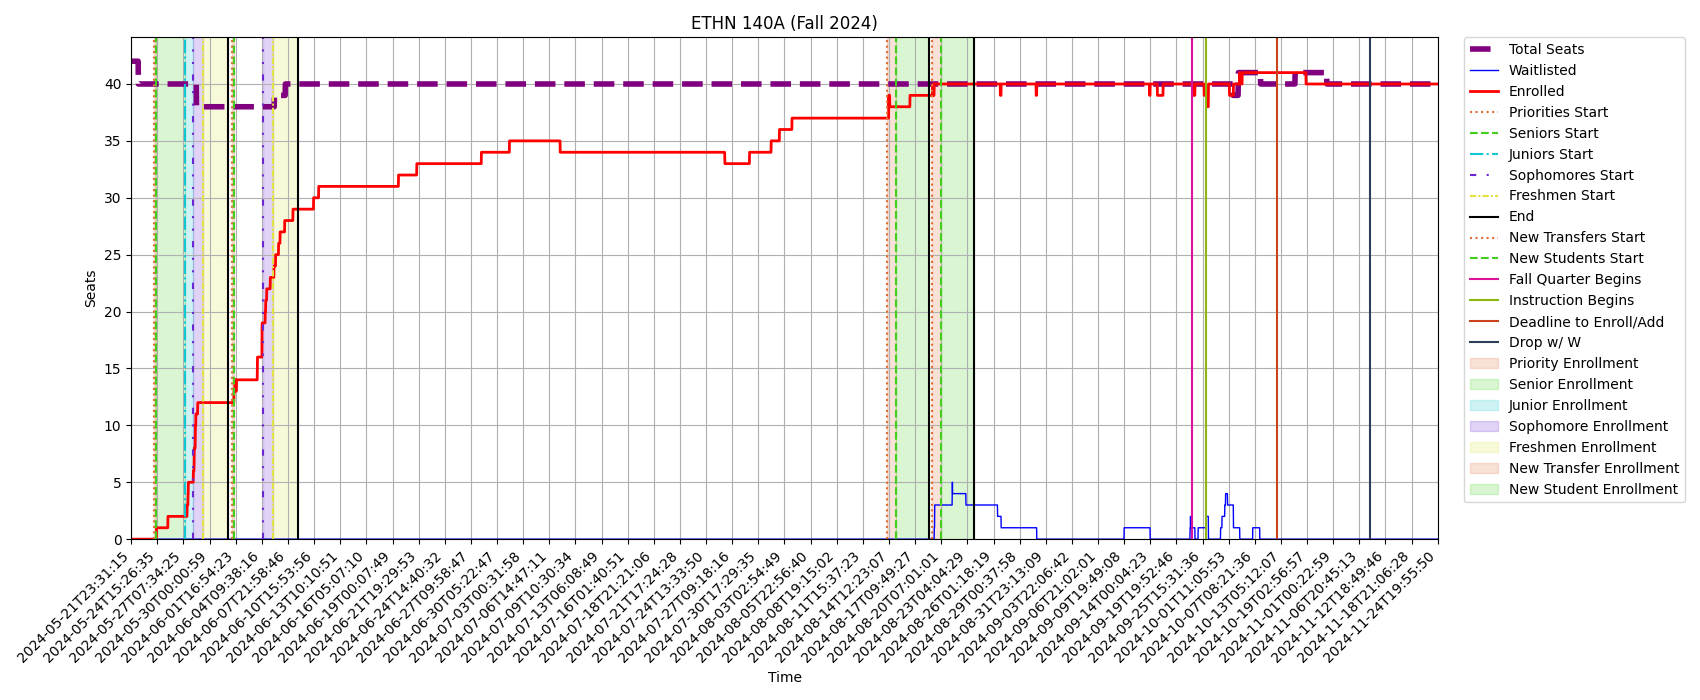 ETHN 140A (Fall 2024)
Seats
40
35
30
25
20
15
10
5
0
2024-05-21T23:31:15
2024-05-24T15:26:35
2024-05-27T07:34:25
2024-05-30T00:00:59
2024-06-01T16:54:23
2024-06-04T09:38:16
2024-06-07T21:58:46
2024-06-10T15:53:56
2024-06-13T10:10:51
2024-06-16T05:07:10
2024-06-19T00:07:49
2024-06-21T19:29:53
2024-06-24T14:40:32
2024-06-27T09:58:47
2024-06-30T05:22:47
2024-07-03T00:31:58
2024-07-06T14:47:11
2024-07-09T10:30:34
2024-07-13T06:08:49
2024-07-16T01:40:51
2024-07-18T21:21:06
2024-07-21T17:24:28
2024-07-24T13:33:50
2024-07-27T09:18:16
2024-07-30T17:29:35
2024-08-03T02:54:49
2024-08-05T22:56:40
2024-08-08T19:15:02
2024-08-11T15:37:23
2024-08-14T12:23:07
2024-08-17T09:49:27
2024-08-20T07:01:01
2024-08-23T04:04:29
2024-08-26T01:18:19
2024-08-29T00:37:58
2024-08-31T23:13:09
2024-09-03T22:06:42
2024-09-06T21:02:01
2024-09-09T19:49:08
2024-09-14T00:04:23
2024-09-19T19:52:46
2024-09-25T15:31:36
2024-10-01T11:05:53
2024-10-07T08:21:36
2024-10-13T05:12:07
2024-10-19T02:56:57
2024-11-01T00:22:59
2024-11-06T20:45:13
2024-11-12T18:49:46
2024-11-18T21:06:28
2024-11-24T19:55:50
Time
Total Seats
Waitlisted
Enrolled
Priorities Start
Seniors Start
Juniors Start
Sophomores Start
Freshmen Start
End
New Transfers Start
New Students Start
Fall Quarter Begins
Instruction Begins
Deadline to Enroll/Add
Drop w/ W
Priority Enrollment
Senior Enrollment
Junior Enrollment
Sophomore Enrollment
Freshmen Enrollment
New Transfer Enrollment
New Student Enrollment